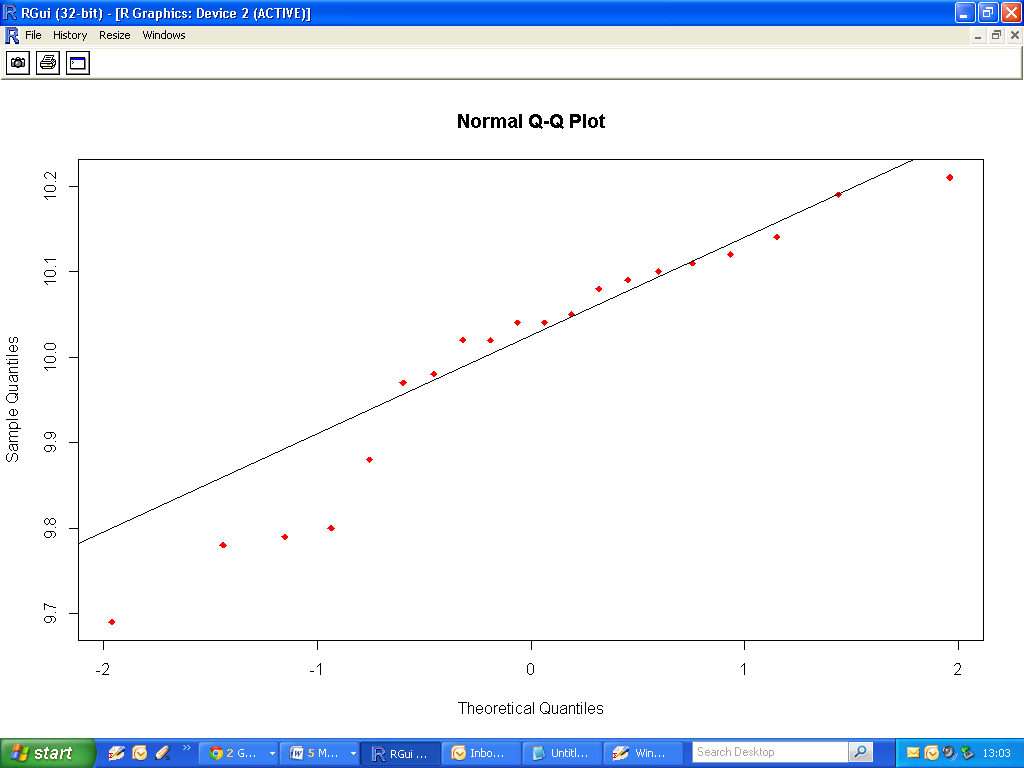 RGui (32-bit) - [R Graphics: Device 2 (ACTIVE)]
File History Resize Windows
Normal Q-Q Plot
10.2
10.1
10.0
9.9
9.8
9.7
Sample Quantiles
-2 -1 0 1 2
Theoretical Quantiles
start » 2 G... 5 M... RGui ... Inbo... Untitl... Win... Search Desktop 13:03